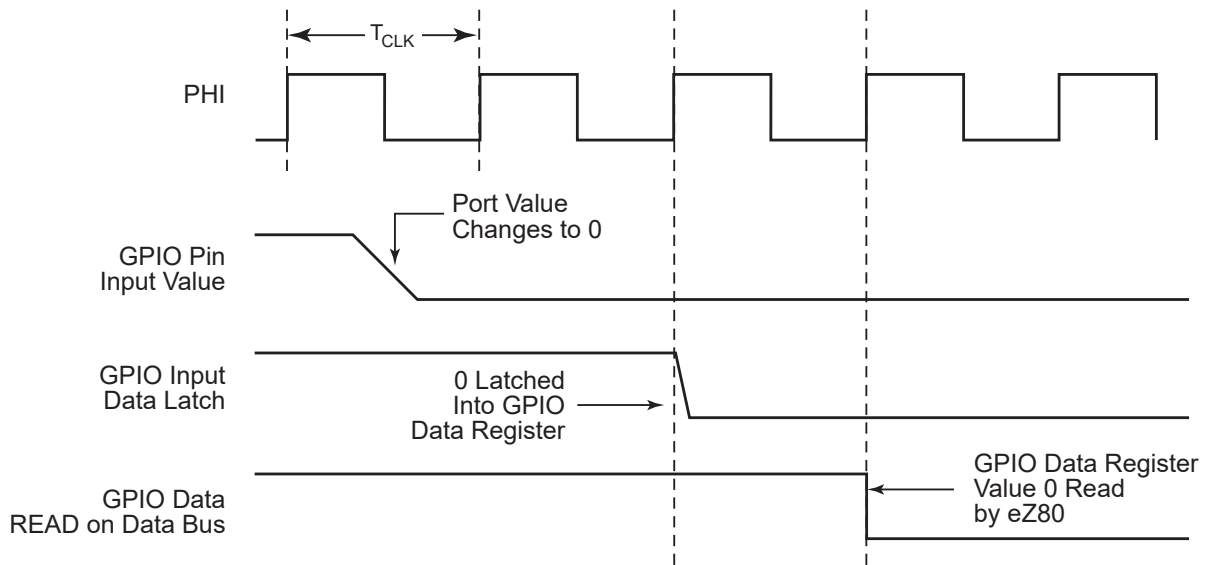 TCLK
PHI
Port Value
Changes to 0
GPIO Pin
Input Value
GPIO Input
Data Latch
0 Latched
Into GPIO
Data Register
GPIO Data
READ on Data Bus
GPIO Data Register
Value 0 Read
by eZ80